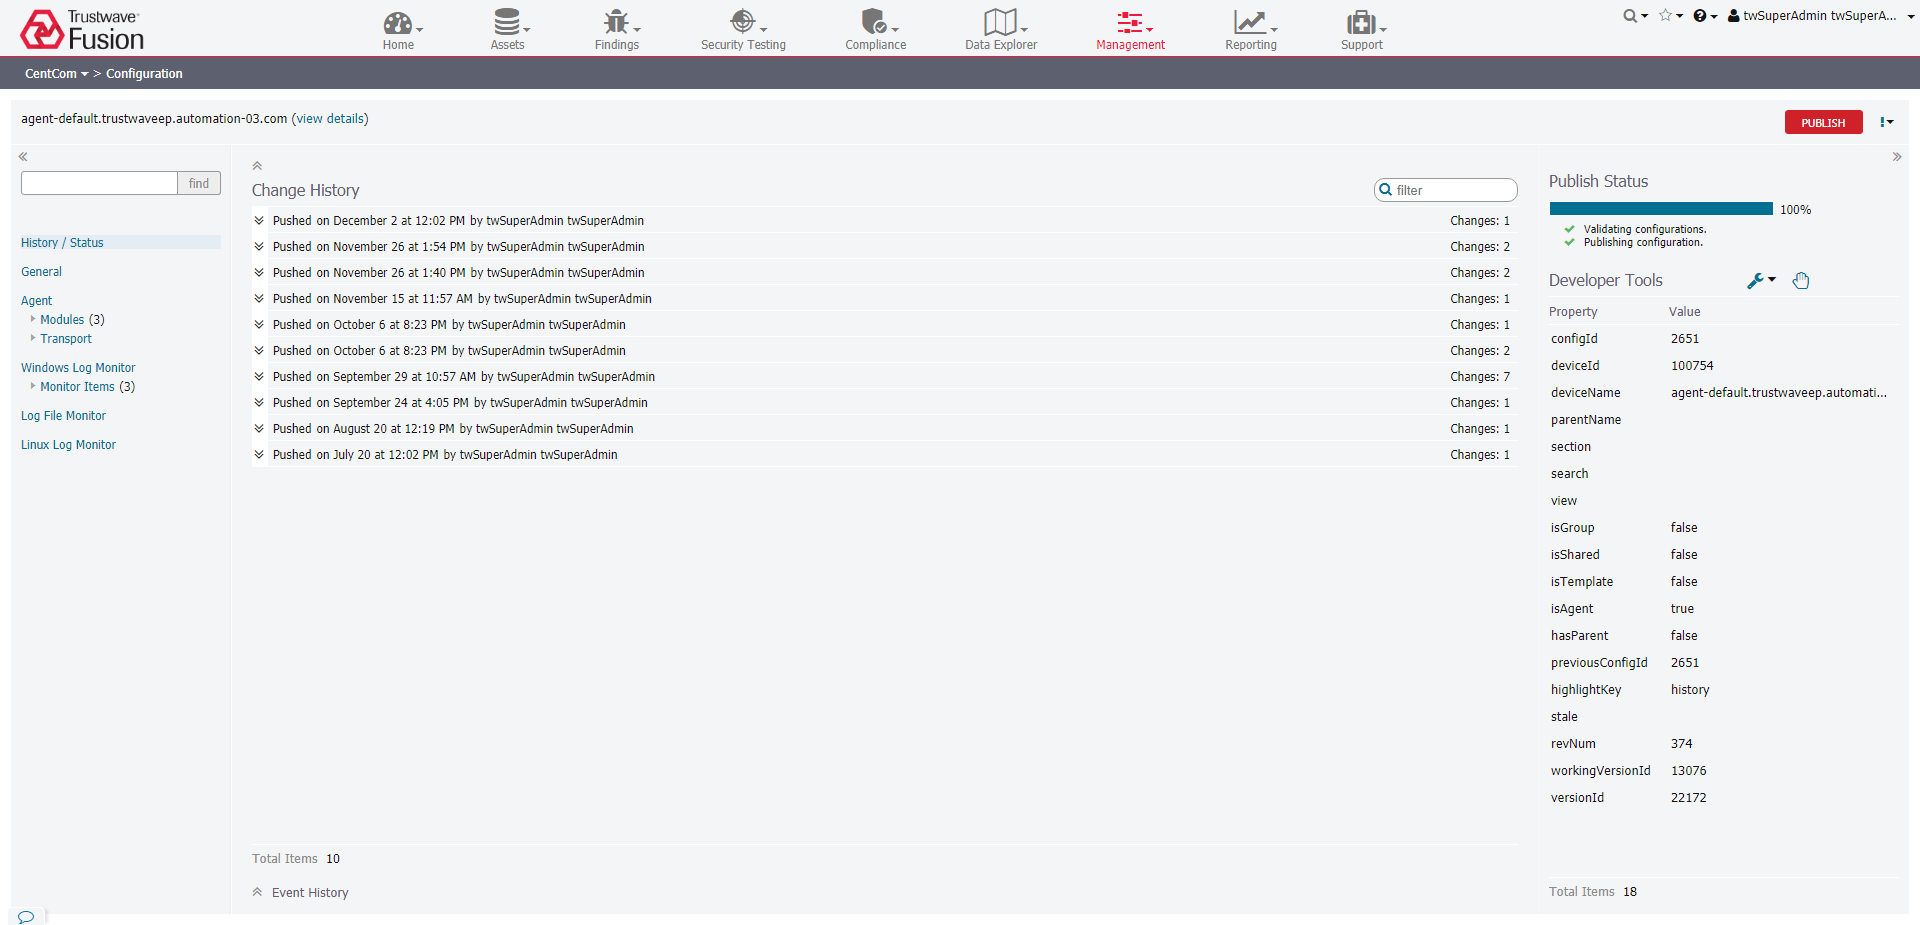 Trustwave®
Fusion
Home
Assets
Findings
Security Testing
Compliance
Data Explorer
Management
Reporting
Support
twSuperAdmin twSuperA...
CentCom > Configuration
agent-default.trustwaveep.automation-03.com (view details)
PUBLISH
find
History / Status
General
Agent
Modules (3)
Transport
Windows Log Monitor
Monitor Items (3)
Log File Monitor
Linux Log Monitor
Change History
filter
Pushed on December 2 at 12:02 PM by twSuperAdmin twSuperAdmin Changes: 1
Pushed on November 26 at 1:54 PM by twSuperAdmin twSuperAdmin Changes: 2
Pushed on November 26 at 1:40 PM by twSuperAdmin twSuperAdmin Changes: 2
Pushed on November 15 at 11:57 AM by twSuperAdmin twSuperAdmin Changes: 1
Pushed on October 6 at 8:23 PM by twSuperAdmin twSuperAdmin Changes: 1
Pushed on October 6 at 8:23 PM by twSuperAdmin twSuperAdmin Changes: 2
Pushed on September 29 at 10:57 AM by twSuperAdmin twSuperAdmin Changes: 7
Pushed on September 24 at 4:05 PM by twSuperAdmin twSuperAdmin Changes: 1
Pushed on August 20 at 12:19 PM by twSuperAdmin twSuperAdmin Changes: 1
Pushed on July 20 at 12:02 PM by twSuperAdmin twSuperAdmin Changes: 1
Total Items 10
Event History
Publish Status
100%
Validating configurations.
Publishing configuration.
Developer Tools
Property Value
configId 2651
deviceId 100754
deviceName agent-default.trustwaveep.automati...
parentName
section
search
view
isGroup false
isShared false
isTemplate false
isAgent true
hasParent false
previousConfigId 2651
highlightKey history
stale
revNum 374
workingVersionId 13076
versionId 22172
Total Items 18